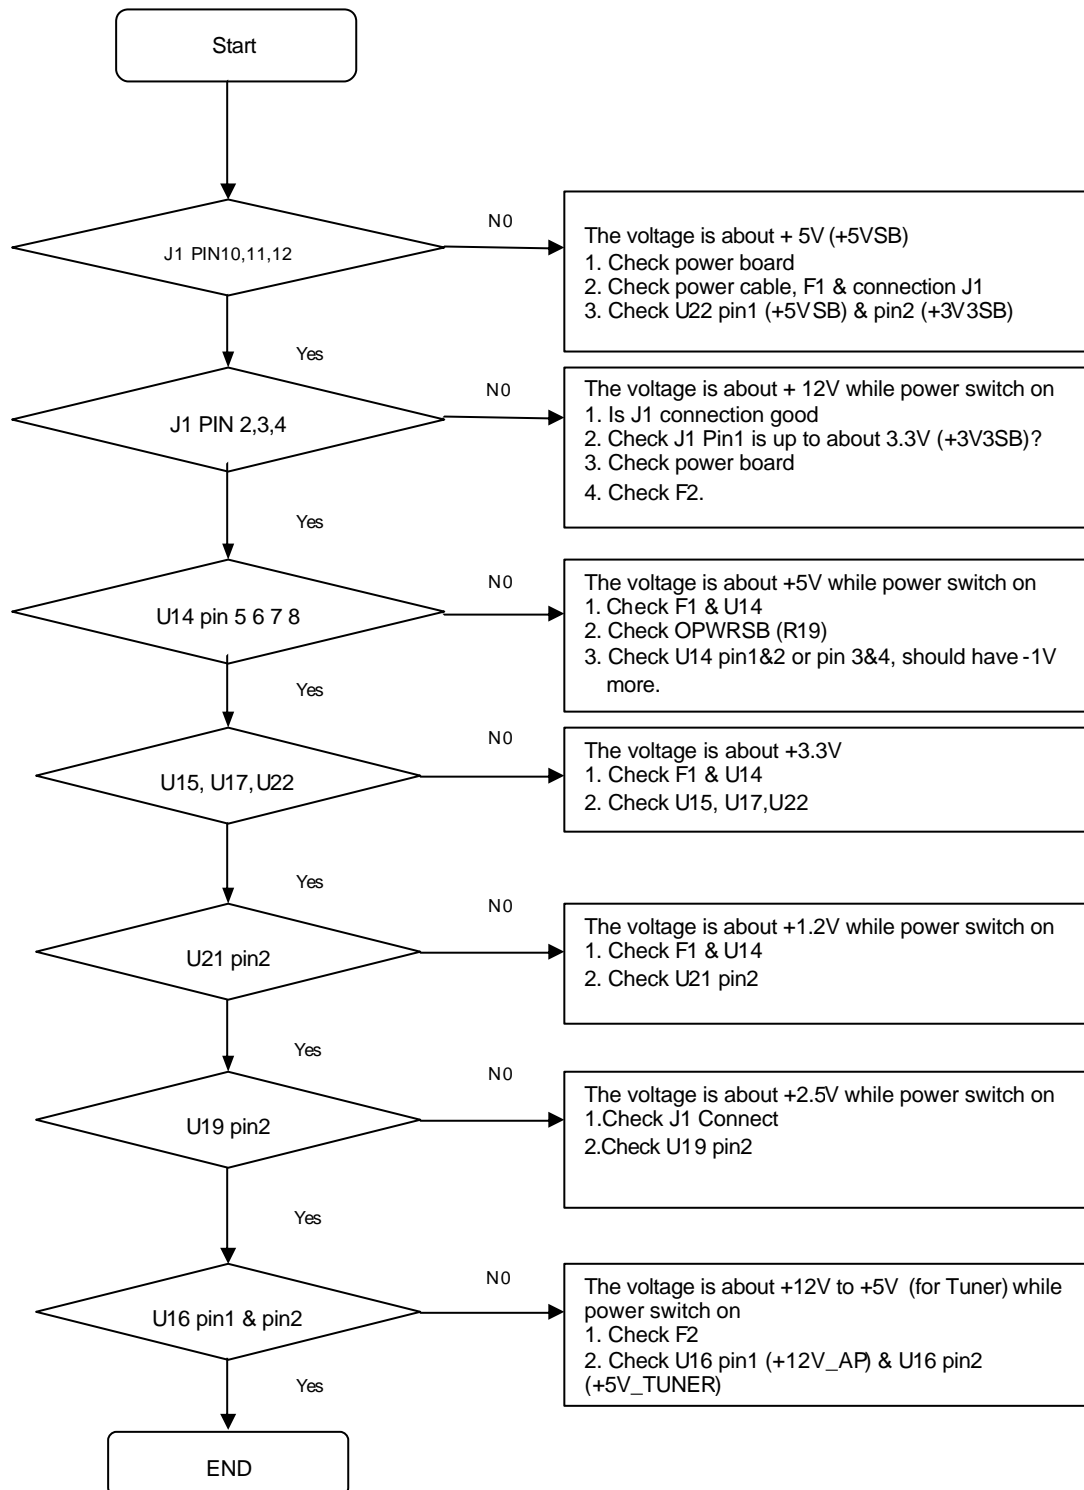 Start
J1 PIN10,11,12
N0
The voltage is about + 5V (+5VSB)
1. Check power board
2. Check power cable, F1 & connection J1
3. Check U22 pin1 (+5VSB) & pin2 (+3V3SB)
Yes
J1 PIN 2,3,4
N0
The voltage is about + 12V while power switch on
1. Is J1 connection good
2. Check J1 Pin1 is up to about 3.3V (+3V3SB)?
3. Check power board
4. Check F2.
Yes
U14 pin 5 6 7 8
N0
The voltage is about +5V while power switch on
1. Check F1 & U14
2. Check OPWRSB (R19)
3. Check U14 pin1&2 or pin 3&4, should have -1V
more.
Yes
U15, U17,U22
N0
The voltage is about +3.3V
1. Check F1 & U14
2. Check U15, U17,U22
Yes
U21 pin2
N0
The voltage is about +1.2V while power switch on
1. Check F1 & U14
2. Check U21 pin2
Yes
U19 pin2
N0
The voltage is about +2.5V while power switch on
1.Check J1 Connect
2.Check U19 pin2
Yes
U16 pin1 & pin2
N0
The voltage is about +12V to +5V (for Tuner) while
power switch on
1. Check F2
2. Check U16 pin1 (+12V_AP) & U16 pin2
(+5V_TUNER)
Yes
END